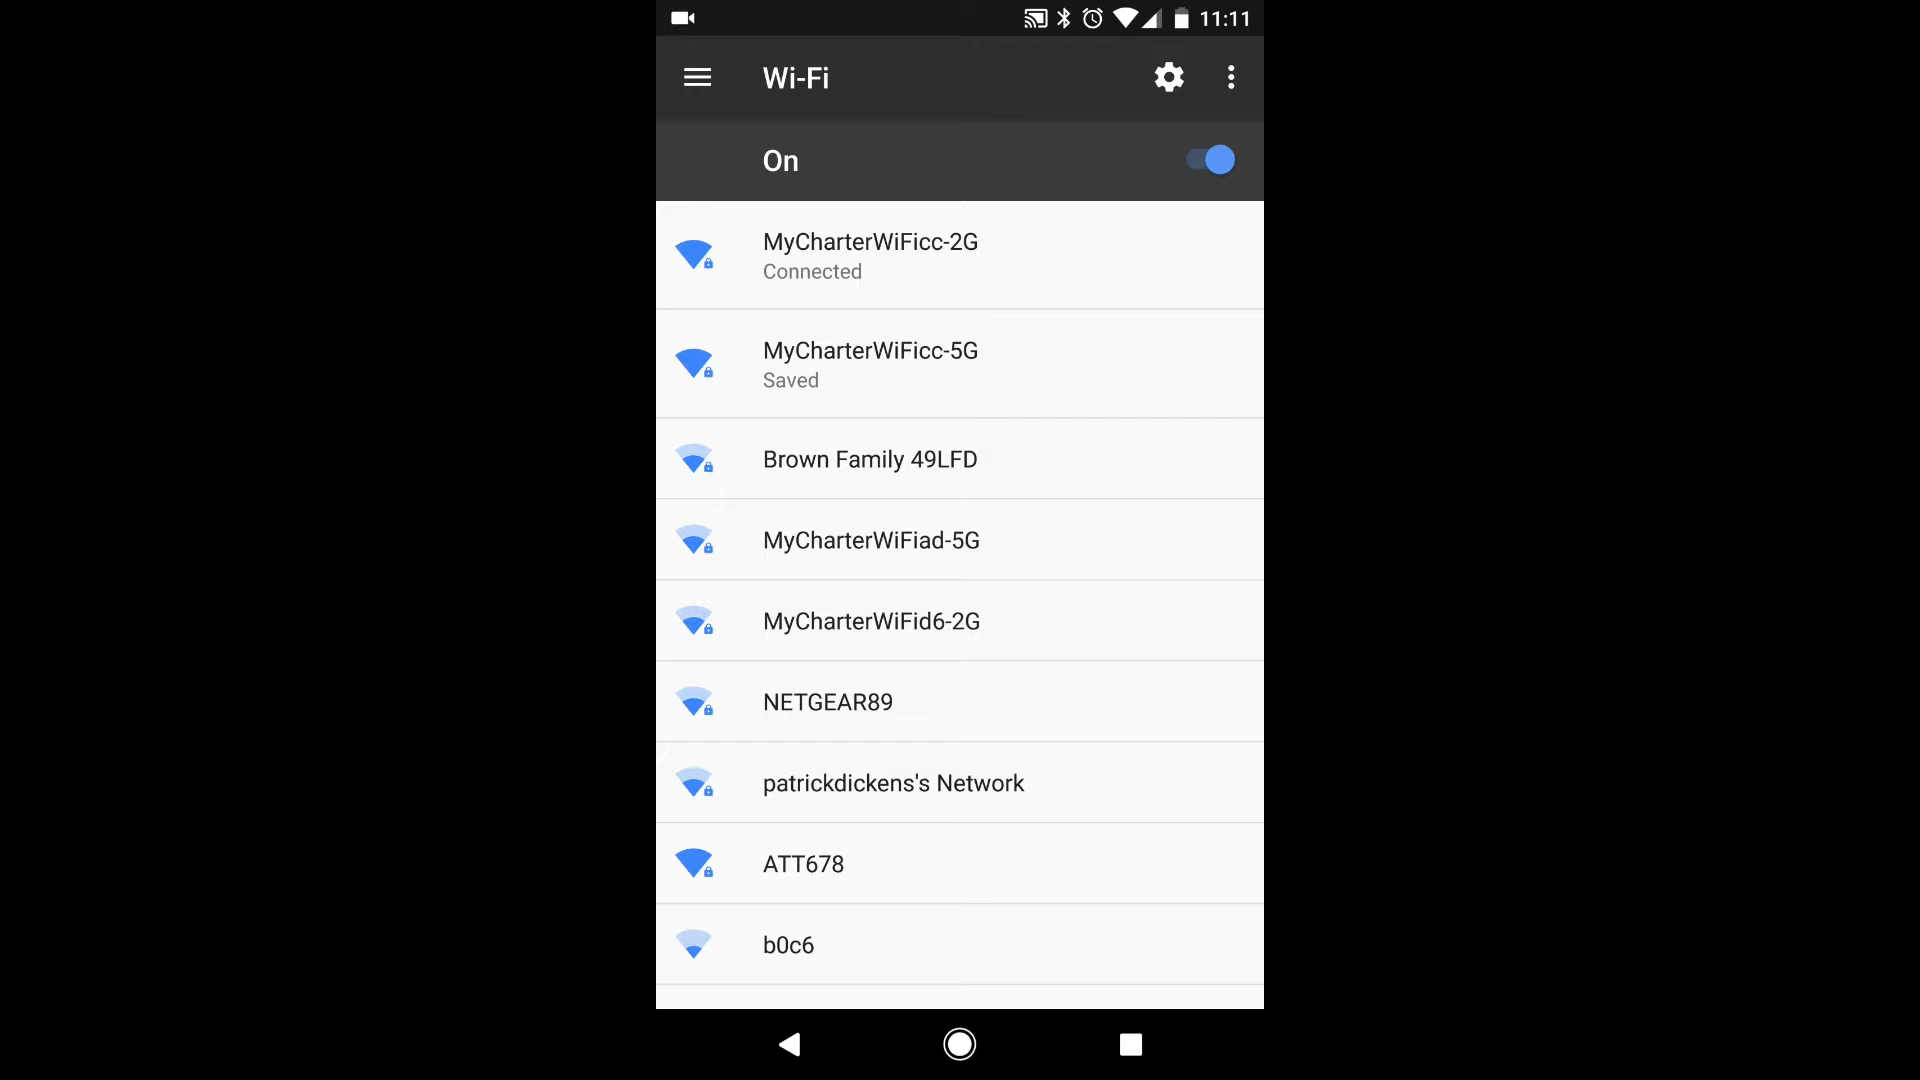 11:11
Wi-Fi
On
MyCharterWiFicc-2G
Connected
MyCharterWiFicc-5G
Saved
Brown Family 49LFD
MyCharterWiFiad-5G
MyCharterWiFid6-2G
NETGEAR89
patrickdickens's Network
ATT678
b0c6